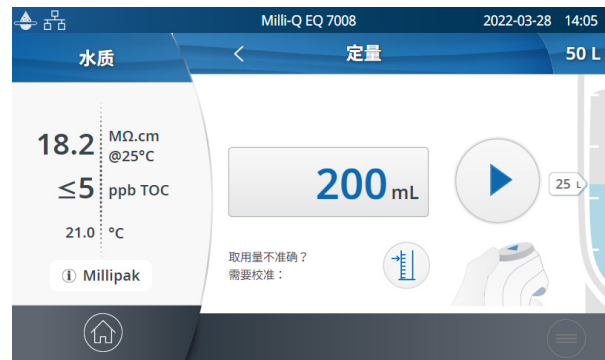 Milli-Q EQ 7008
2022-03-28 14:05
水质
定量
50 L
18.2 MΩ.cm
@25°C
≤5 ppb TOC
21.0 °C
Millipak
200 mL
25 L
取用量不准确？
需要校准：